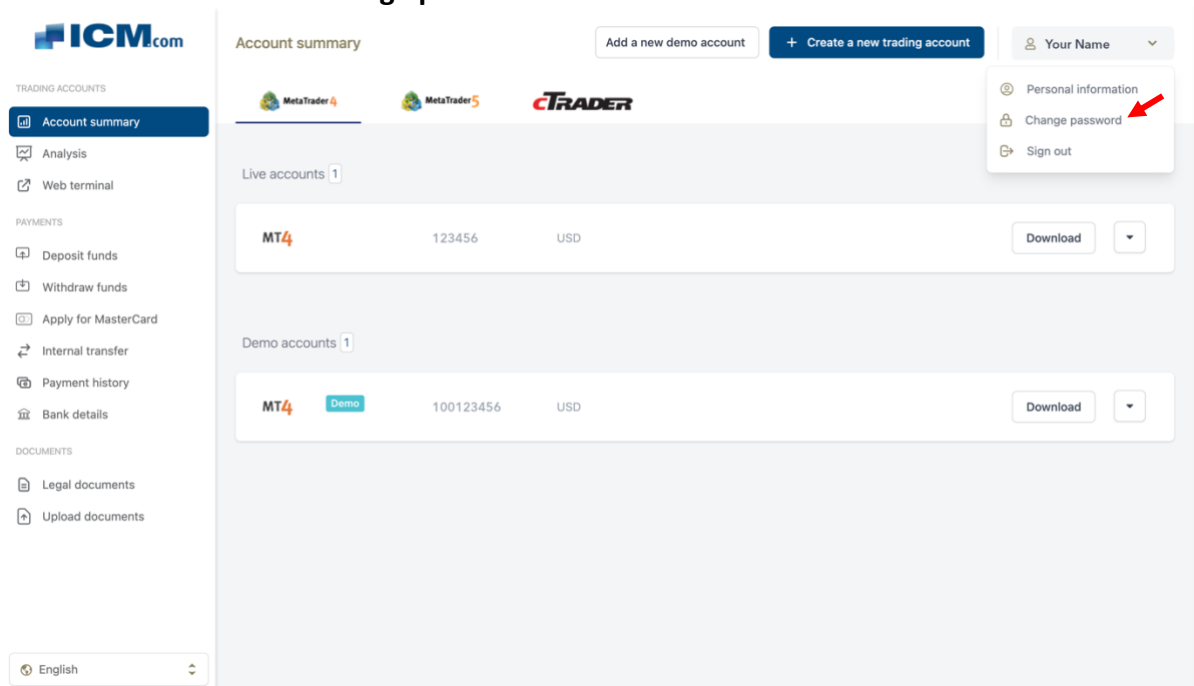 ICM.com
Account summary
Add a new demo account
+ Create a new trading account
Your Name
TRADING ACCOUNTS
Account summary
Analysis
Web terminal
PAYMENTS
Deposit funds
Withdraw funds
Apply for MasterCard
Internal transfer
Payment history
Bank details
DOCUMENTS
Legal documents
Upload documents
English
MetaTrader 4
MetaTrader 5
cTRADER
Personal information
Change password
Sign out
Live accounts 1
MT4 123456 USD Download
Demo accounts 1
MT4 Demo 100123456 USD Download